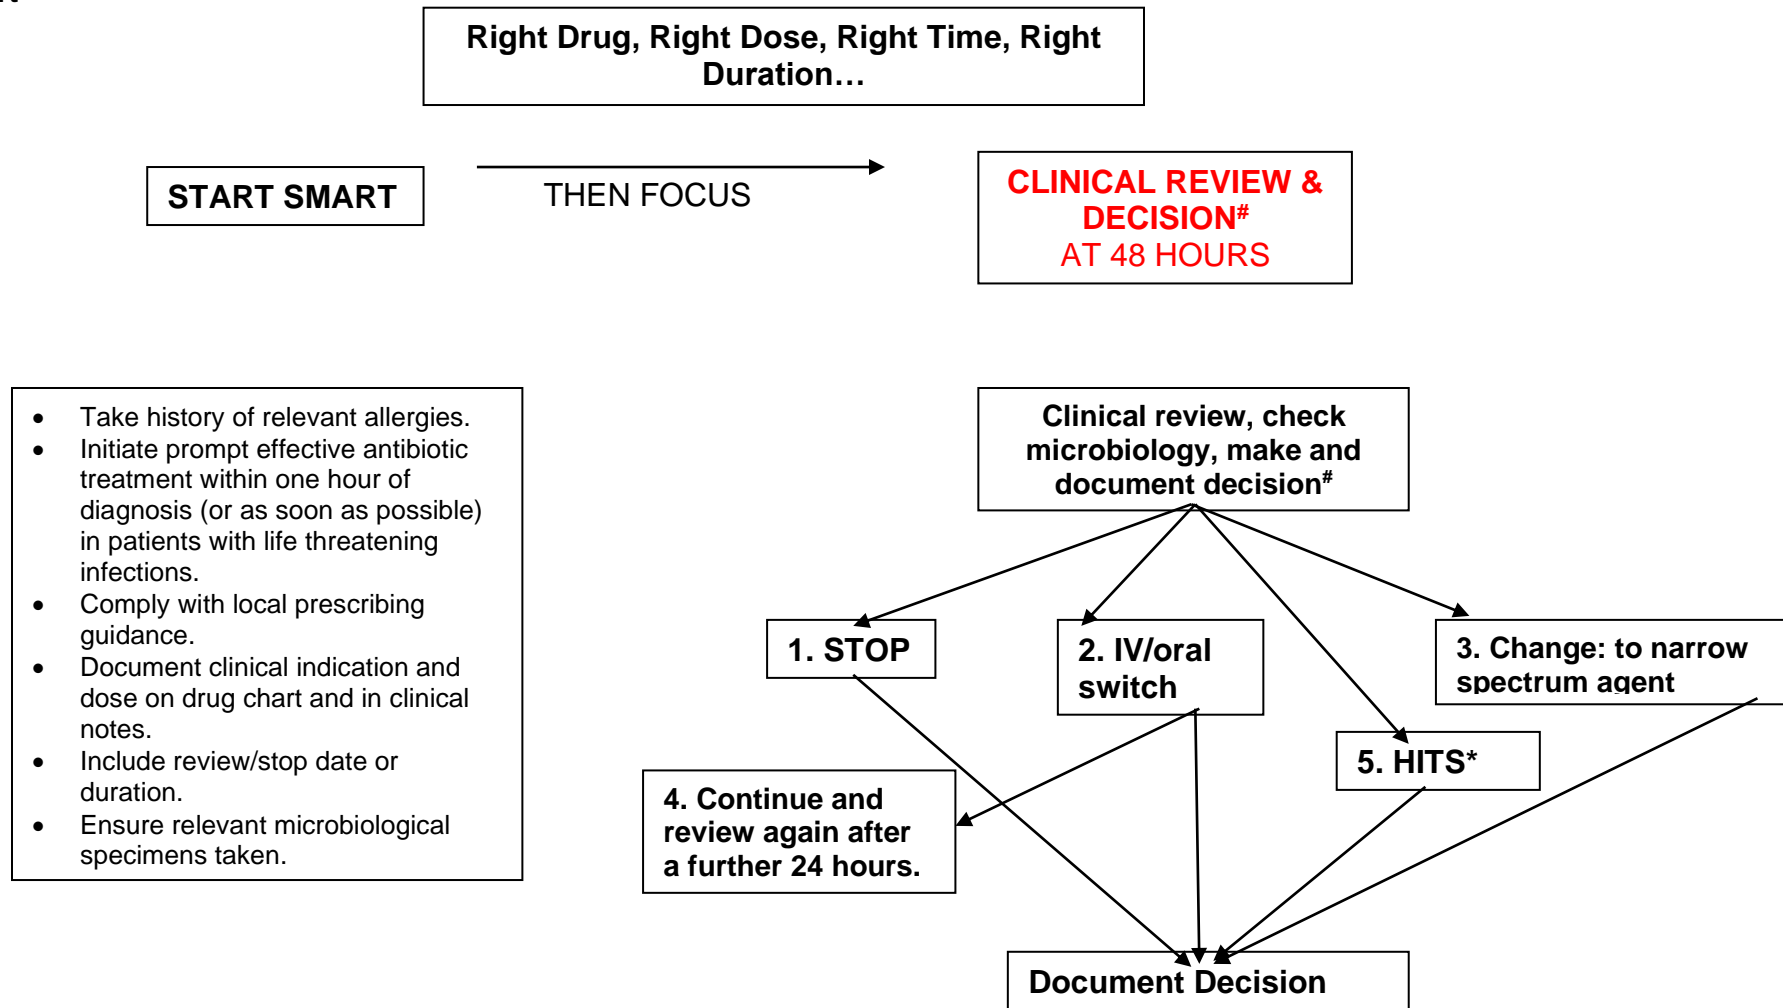 Right Drug, Right Dose, Right Time, Right
Duration…
START SMART
THEN FOCUS
CLINICAL REVIEW &
DECISION#
AT 48 HOURS
• Take history of relevant allergies.
• Initiate prompt effective antibiotic
treatment within one hour of
diagnosis (or as soon as possible)
in patients with life threatening
infections.
• Comply with local prescribing
guidance.
• Document clinical indication and
dose on drug chart and in clinical
notes.
• Include review/stop date or
duration.
• Ensure relevant microbiological
specimens taken.
Clinical review, check
microbiology, make and
document decision#
1. STOP
2. IV/oral
switch
3. Change: to narrow
spectrum agent
5. HITS*
4. Continue and
review again after
a further 24 hours.
Document Decision